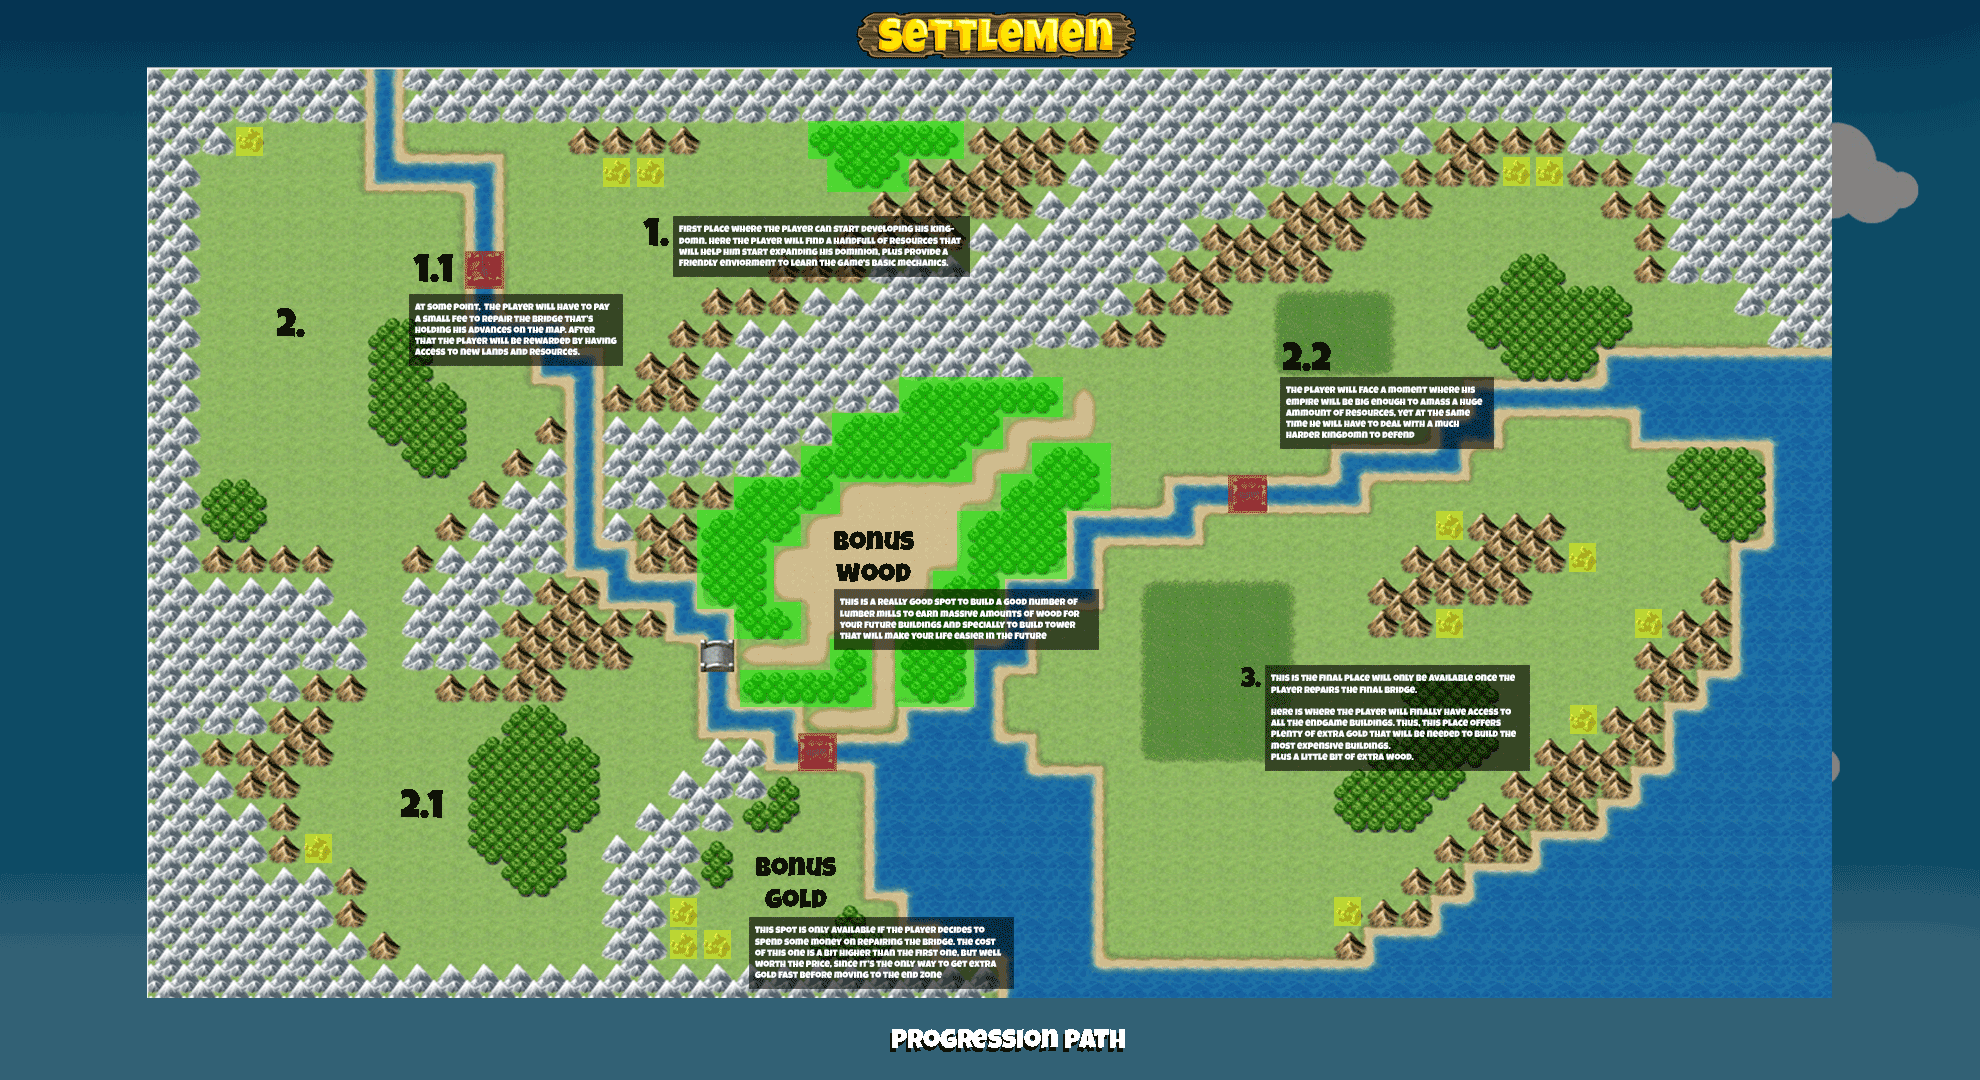 SETTLEMEN
1.
FIRST PLACE WHERE THE PLAYER CAN START DEVELOPING HIS KING-
DOMN. HERE THE PLAYER WILL FIND A HANDFULL OF RESOURCES THAT
WILL HELP HIM START EXPANDING HIS DOMINION, PLUS PROVIDE A
FRIENDLY ENVIORMENT TO LEARN THE GAME'S BASIC MECHANICS.
1.1
AT SOME POINT, THE PLAYER WILL HAVE TO PAY
A SMALL FEE TO REPAIR THE BRIDGE THAT'S
HOLDING HIS ADVANCES ON THE MAP. AFTER
THAT THE PLAYER WILL BE REWARDED BY HAVING
ACCESS TO NEW LANDS AND RESOURCES.
2.
2.2
THE PLAYER WILL FACE A MOMENT WHERE HIS
EMPIRE WILL BE BIG ENOUGH TO AMASS A HUGE
AMMOUNT OF RESOURCES, YET AT THE SAME
TIME HE WILL HAVE TO DEAL WITH A MUCH
HARDER KINGDOMN TO DEFEND
BONUS
WOOD
THIS IS A REALLY GOOD SPOT TO BUILD A GOOD NUMBER OF
LUMBER MILLS TO EARN MASSIVE AMOUNTS OF WOOD FOR
YOUR FUTURE BUILDINGS AND SPECIALLY TO BUILD TOWER
THAT WILL MAKE YOUR LIFE EASIER IN THE FUTURE
3.
THIS IS THE FINAL PLACE WILL ONLY BE AVAILABLE ONCE THE
PLAYER REPAIRS THE FINAL BRIDGE.
HERE IS WHERE THE PLAYER WILL FINALLY HAVE ACCESS TO
ALL THE ENDGAME BUILDINGS. THUS, THIS PLACE OFFERS
PLENTY OF EXTRA GOLD THAT WILL BE NEEDED TO BUILD THE
MOST EXPENSIVE BUILDINGS.
PLUS A LITTLE BIT OF EXTRA WOOD.
2.1
BONUS
GOLD
THIS SPOT IS ONLY AVAILABLE IF THE PLAYER DECIDES TO
SPEND SOME MONEY ON REPAIRING THE BRIDGE. THE COST
OF THIS ONE IS A BIT HIGHER THAN THE FIRST ONE, BUT WELL
WORTH THE PRICE, SINCE IT'S THE ONLY WAY TO GET EXTRA
GOLD FAST BEFORE MOVING TO THE END ZONE
PROGRESSION PATH